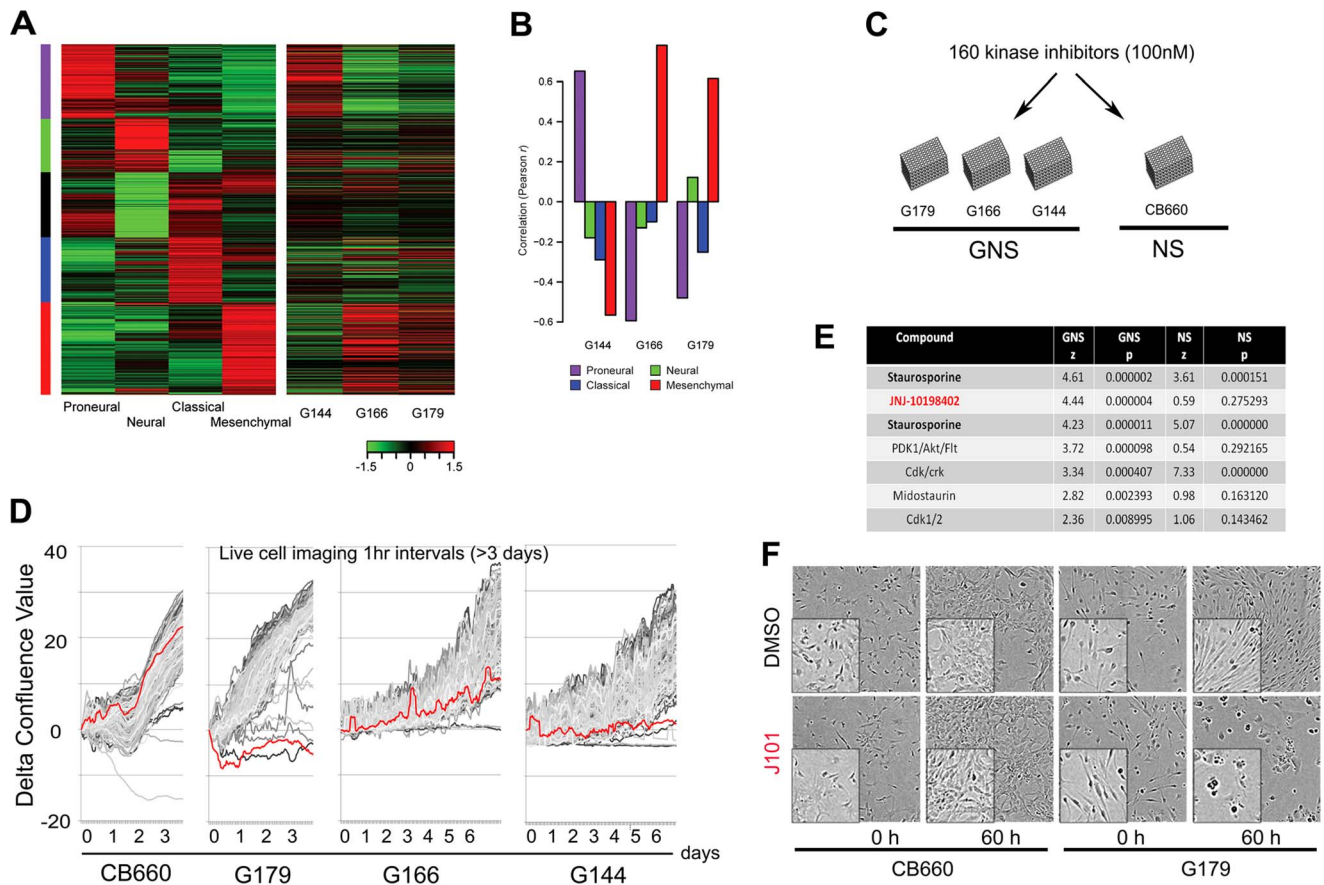 A
Proneural
Neural
Classical
Mesenchymal
G144
G166
G179
-1.5
0
1.5
B
Correlation (Pearson r)
0.6
0.4
0.2
0.0
−0.2
−0.4
−0.6
G144
G166
G179
Proneural
Neural
Classical
Mesenchymal
C
160 kinase inhibitors (100nM)
G179
G166
G144
CB660
GNS
NS
E
Compound GNS z GNS p NS z NS p
Staurosporine 4.61 0.000002 3.61 0.000151
JNJ-10198402 4.44 0.000004 0.59 0.275293
Staurosporine 4.23 0.000011 5.07 0.000000
PDK1/Akt/Flt 3.72 0.000098 0.54 0.292165
Cdk/crk 3.34 0.000407 7.33 0.000000
Midostaurin 2.82 0.002393 0.98 0.163120
Cdk1/2 2.36 0.008995 1.06 0.143462
D
Live cell imaging 1hr intervals (>3 days)
Delta Confluence Value
40
20
0
-20
0 1 2 3
0 1 2 3
0 1 2 3 4 5 6
0 1 2 3 4 5 6
days
CB660
G179
G166
G144
F
DMSO
J101
0 h
60 h
0 h
60 h
CB660
G179